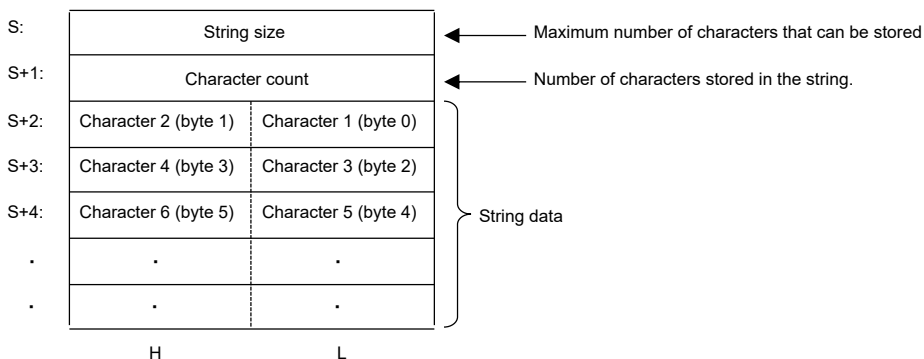 S: String size Maximum number of characters that can be stored
S+1: Character count Number of characters stored in the string.
S+2: Character 2 (byte 1) Character 1 (byte 0)
S+3: Character 4 (byte 3) Character 3 (byte 2)
S+4: Character 6 (byte 5) Character 5 (byte 4)
String data
. . .
. . .
H L